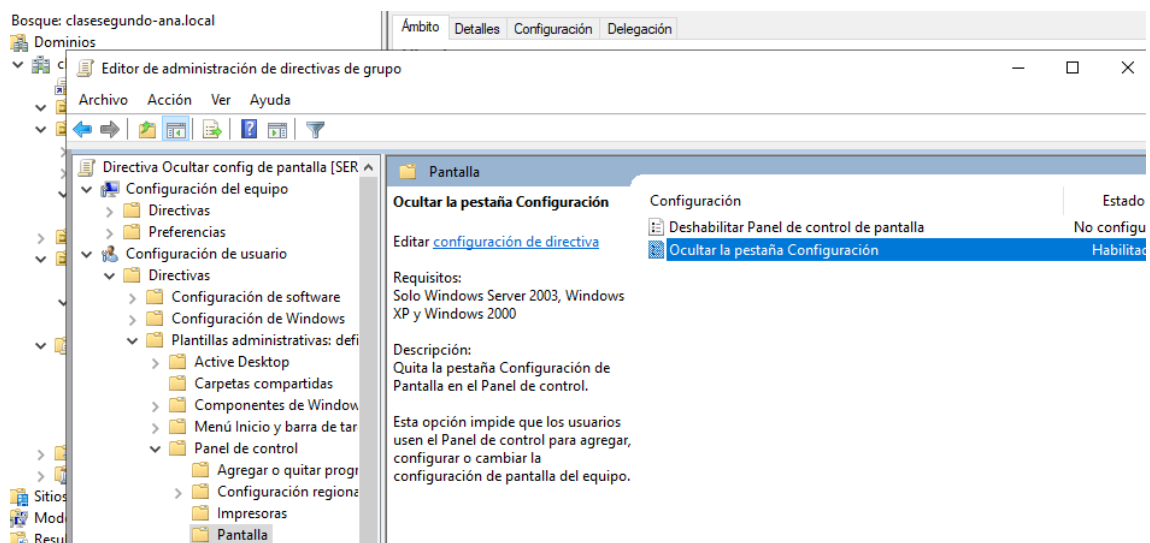 Bosque: clasesegundo-ana.local
Dominios
Ámbito Detalles Configuración Delegación
Editor de administración de directivas de grupo
Archivo Acción Ver Ayuda
Directiva Ocultar config de pantalla [SER
Configuración del equipo
Directivas
Preferencias
Configuración de usuario
Directivas
Configuración de software
Configuración de Windows
Plantillas administrativas: defi
Active Desktop
Carpetas compartidas
Componentes de Window
Menú Inicio y barra de tar
Panel de control
Agregar o quitar progr
Configuración regiona
Impresoras
Pantalla
Sitios
Mod
Resul
Pantalla
Ocultar la pestaña Configuración
Editar configuración de directiva
Requisitos:
Solo Windows Server 2003, Windows
XP y Windows 2000
Descripción:
Quita la pestaña Configuración de
Pantalla en el Panel de control.
Esta opción impide que los usuarios
usen el Panel de control para agregar,
configurar o cambiar la
configuración de pantalla del equipo.
Configuración Estado
Deshabilitar Panel de control de pantalla No configu
Ocultar la pestaña Configuración Habilitac